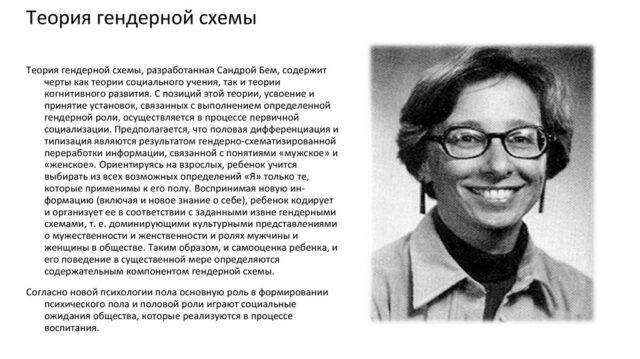 Теория гендерной схемы
Теория гендерной схемы, разработанная Сандрой Бем, содержит
черты как теории социального учения, так и теории
когнитивного развития. С позиций этой теории, усвоение и
принятие установок, связанных с выполнением определенной
гендерной роли, осуществляется в процессе первичной
социализации. Предполагается, что половая дифференциация и
типизация являются результатом гендерно-схематизированной
переработки информации, связанной с понятиями «мужское» и
«женское». Ориентируясь на взрослых, ребенок учится
выбирать из всех возможных определений «Я» только те,
которые применимы к его полу. Воспринимая новую ин-
формацию (включая и новое знание о себе), ребенок кодирует
и организует ее в соответствии с заданными извне гендерными
схемами, т. е. доминирующими культурными представлениями
о мужественности и женственности и ролях мужчины и
женщины в обществе. Таким образом, и самооценка ребенка, и
его поведение в существенной мере определяются
содержательным компонентом гендерной схемы.
Согласно новой психологии пола основную роль в формировании
психического пола и половой роли играют социальные
ожидания общества, которые реализуются в процессе
воспитания.